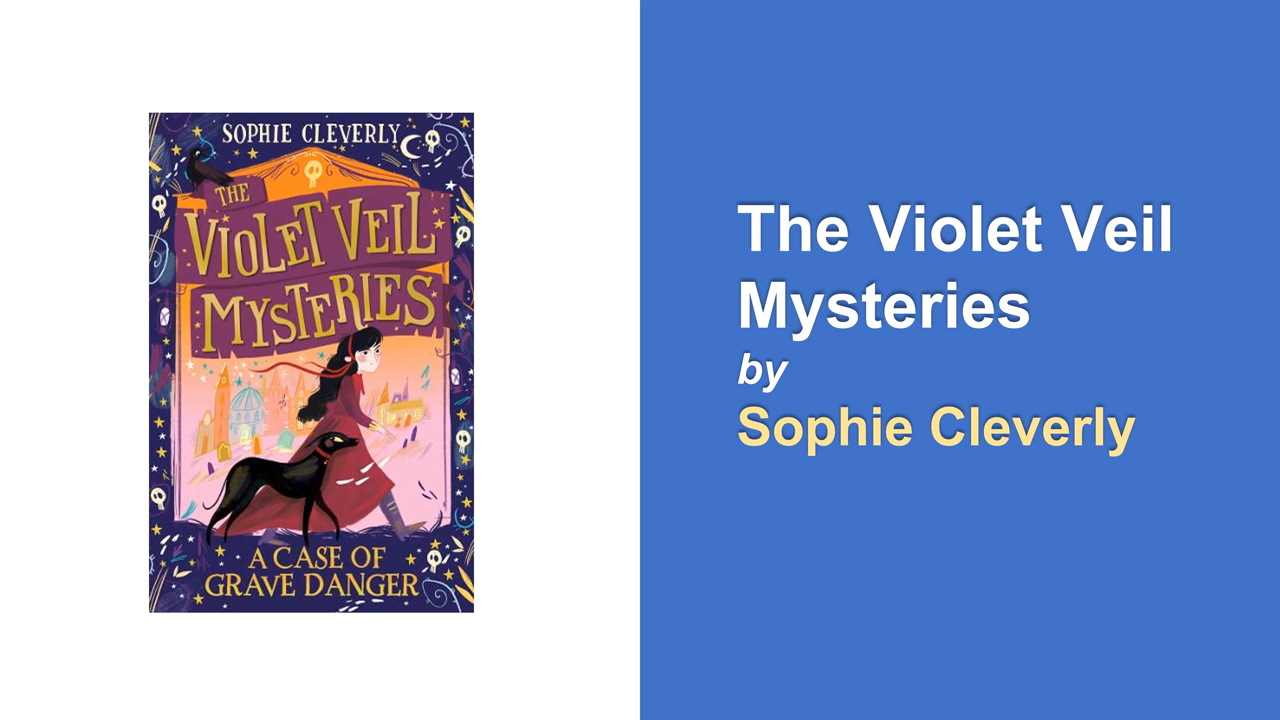 SOPHIE CLEVERLY
THE
VIOLET VEIL
MYSTERIES
A CASE OF
GRAVE DANGER
The Violet Veil
Mysteries
by
Sophie Cleverly